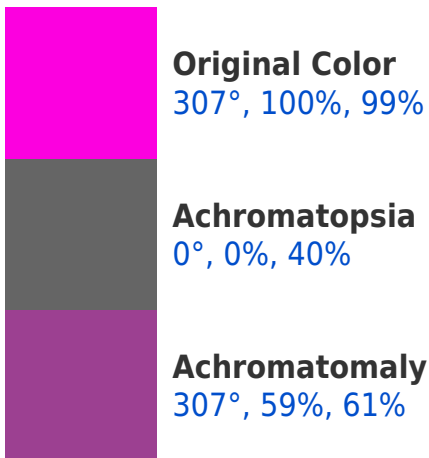 Original Color
307°, 100%, 99%
Achromatopsia
0°, 0%, 40%
Achromatomaly
307°, 59%, 61%